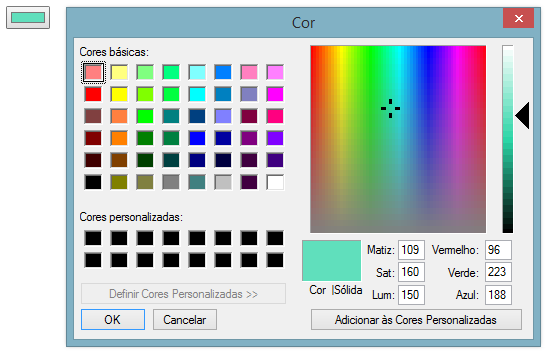 Cor
Cores básicas:
Cores personalizadas:
Definir Cores Personalizadas >>
OK Cancelar
Cor |Sólida
Matiz: 109 Vermelho: 96
Sat: 160 Verde: 223
Lum: 150 Azul: 188
Adicionar às Cores Personalizadas